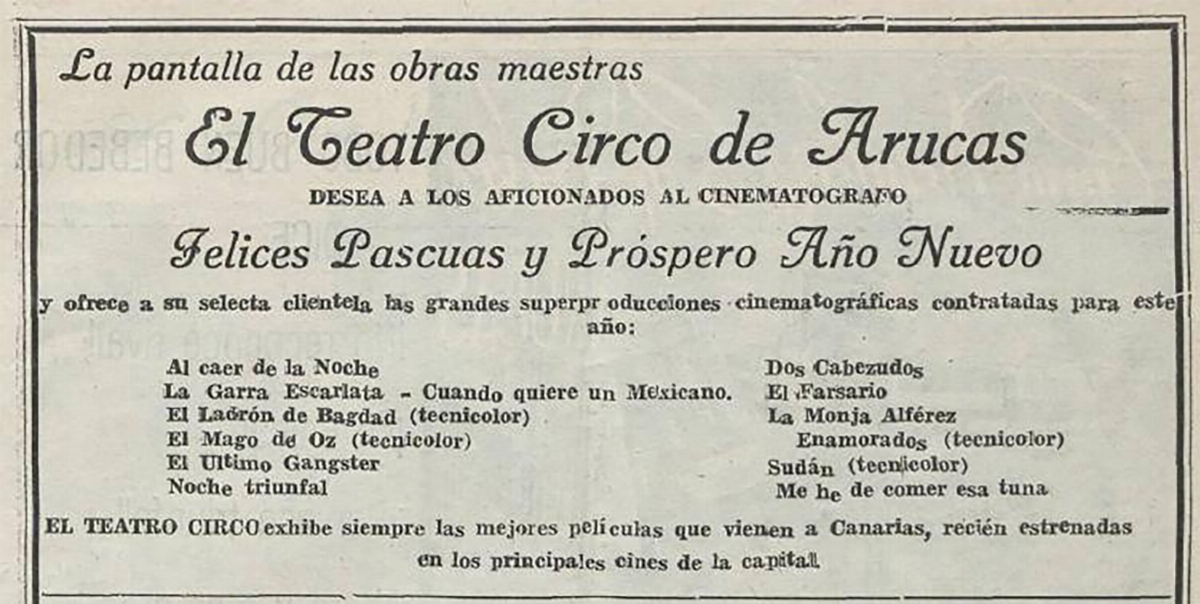 La pantalla de las obras maestras
El Teatro Circo de Arucas
DESEA A LOS AFICIONADOS AL CINEMATOGRAFO
Felices Pascuas y Próspero Año Nuevo
y ofrece a su selecta clientela las grandes superpr oducciones cinematográficas contratadas para este
año:
Al caer de la Noche
La Garra Escarlata - Cuando quiere un Mexicano.
El Ladrón de Bagdad (tecnicolor)
El Mago de Oz (tecnicolor)
El Ultimo Gangster
Noche triunfal
Dos Cabezudos
El Farsario
La Monja Alférez
Enamorados (tecnicolor)
Sudán (tecnicolor)
Me he de comer esa tuna
EL TEATRO CIRCO exhibe siempre las mejores películas que vienen a Canarias, recién estrenadas
en los principales cines de la capital